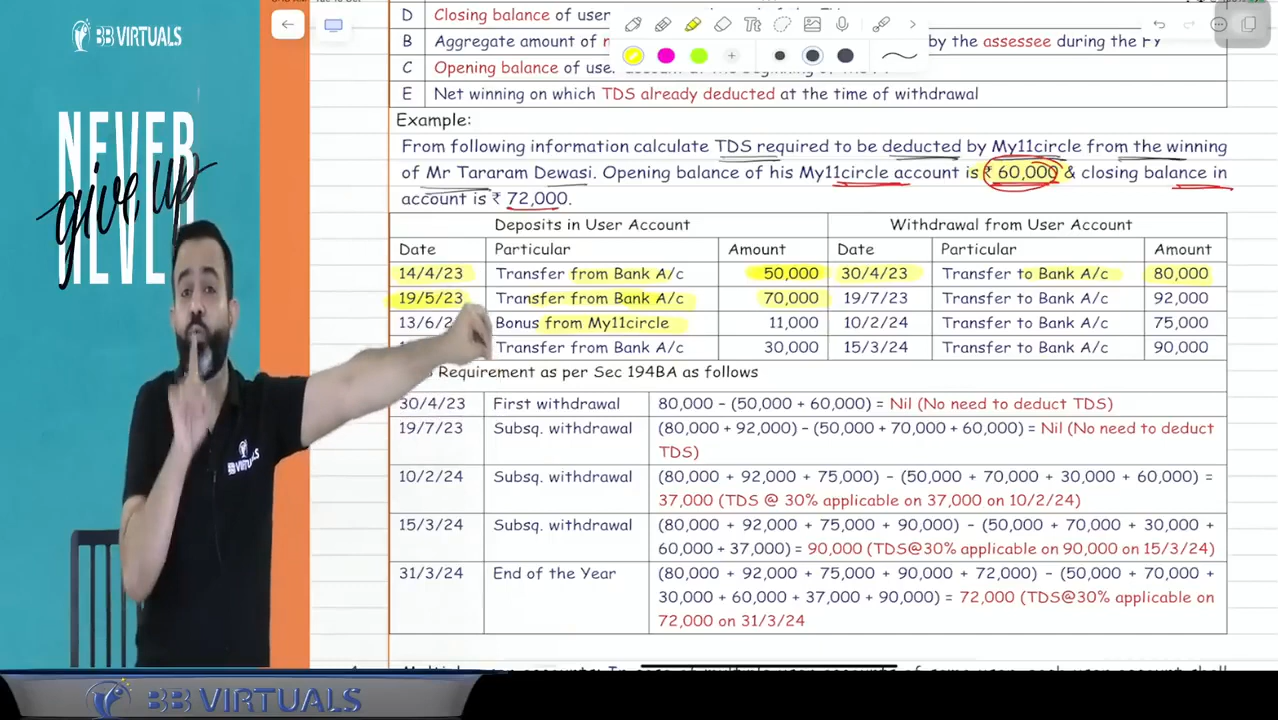 BB VIRTUALS
NEVER
give up
NEVER
D Closing balance of user
B Aggregate amount of by the assessee during the FY
C Opening balance of user account at the beginning of the
E Net winning on which TDS already deducted at the time of withdrawal
Example:
From following information calculate TDS required to be deducted by My11circle from the winning
of Mr Tararam Dewasi. Opening balance of his My11circle account is ₹ 60,000 & closing balance in
account is ₹ 72,000.
Deposits in User Account Withdrawal from User Account
Date Particular Amount Date Particular Amount
14/4/23 Transfer from Bank A/c 50,000 30/4/23 Transfer to Bank A/c 80,000
19/5/23 Transfer from Bank A/c 70,000 19/7/23 Transfer to Bank A/c 92,000
13/6/2 Bonus from My11circle 11,000 10/2/24 Transfer to Bank A/c 75,000
Transfer from Bank A/c 30,000 15/3/24 Transfer to Bank A/c 90,000
Requirement as per Sec 194BA as follows
30/4/23 First withdrawal 80,000 – (50,000 + 60,000) = Nil (No need to deduct TDS)
19/7/23 Subsq. withdrawal (80,000 + 92,000) – (50,000 + 70,000 + 60,000) = Nil (No need to deduct
TDS)
10/2/24 Subsq. withdrawal (80,000 + 92,000 + 75,000) – (50,000 + 70,000 + 30,000 + 60,000) =
37,000 (TDS @ 30% applicable on 37,000 on 10/2/24)
15/3/24 Subsq. withdrawal (80,000 + 92,000 + 75,000 + 90,000) – (50,000 + 70,000 + 30,000 +
60,000 + 37,000) = 90,000 (TDS@30% applicable on 90,000 on 15/3/24)
31/3/24 End of the Year (80,000 + 92,000 + 75,000 + 90,000 + 72,000) – (50,000 + 70,000 +
30,000 + 60,000 + 37,000 + 90,000) = 72,000 (TDS@30% applicable on
72,000 on 31/3/24
BB VIRTUALS
BB VIRTUALS